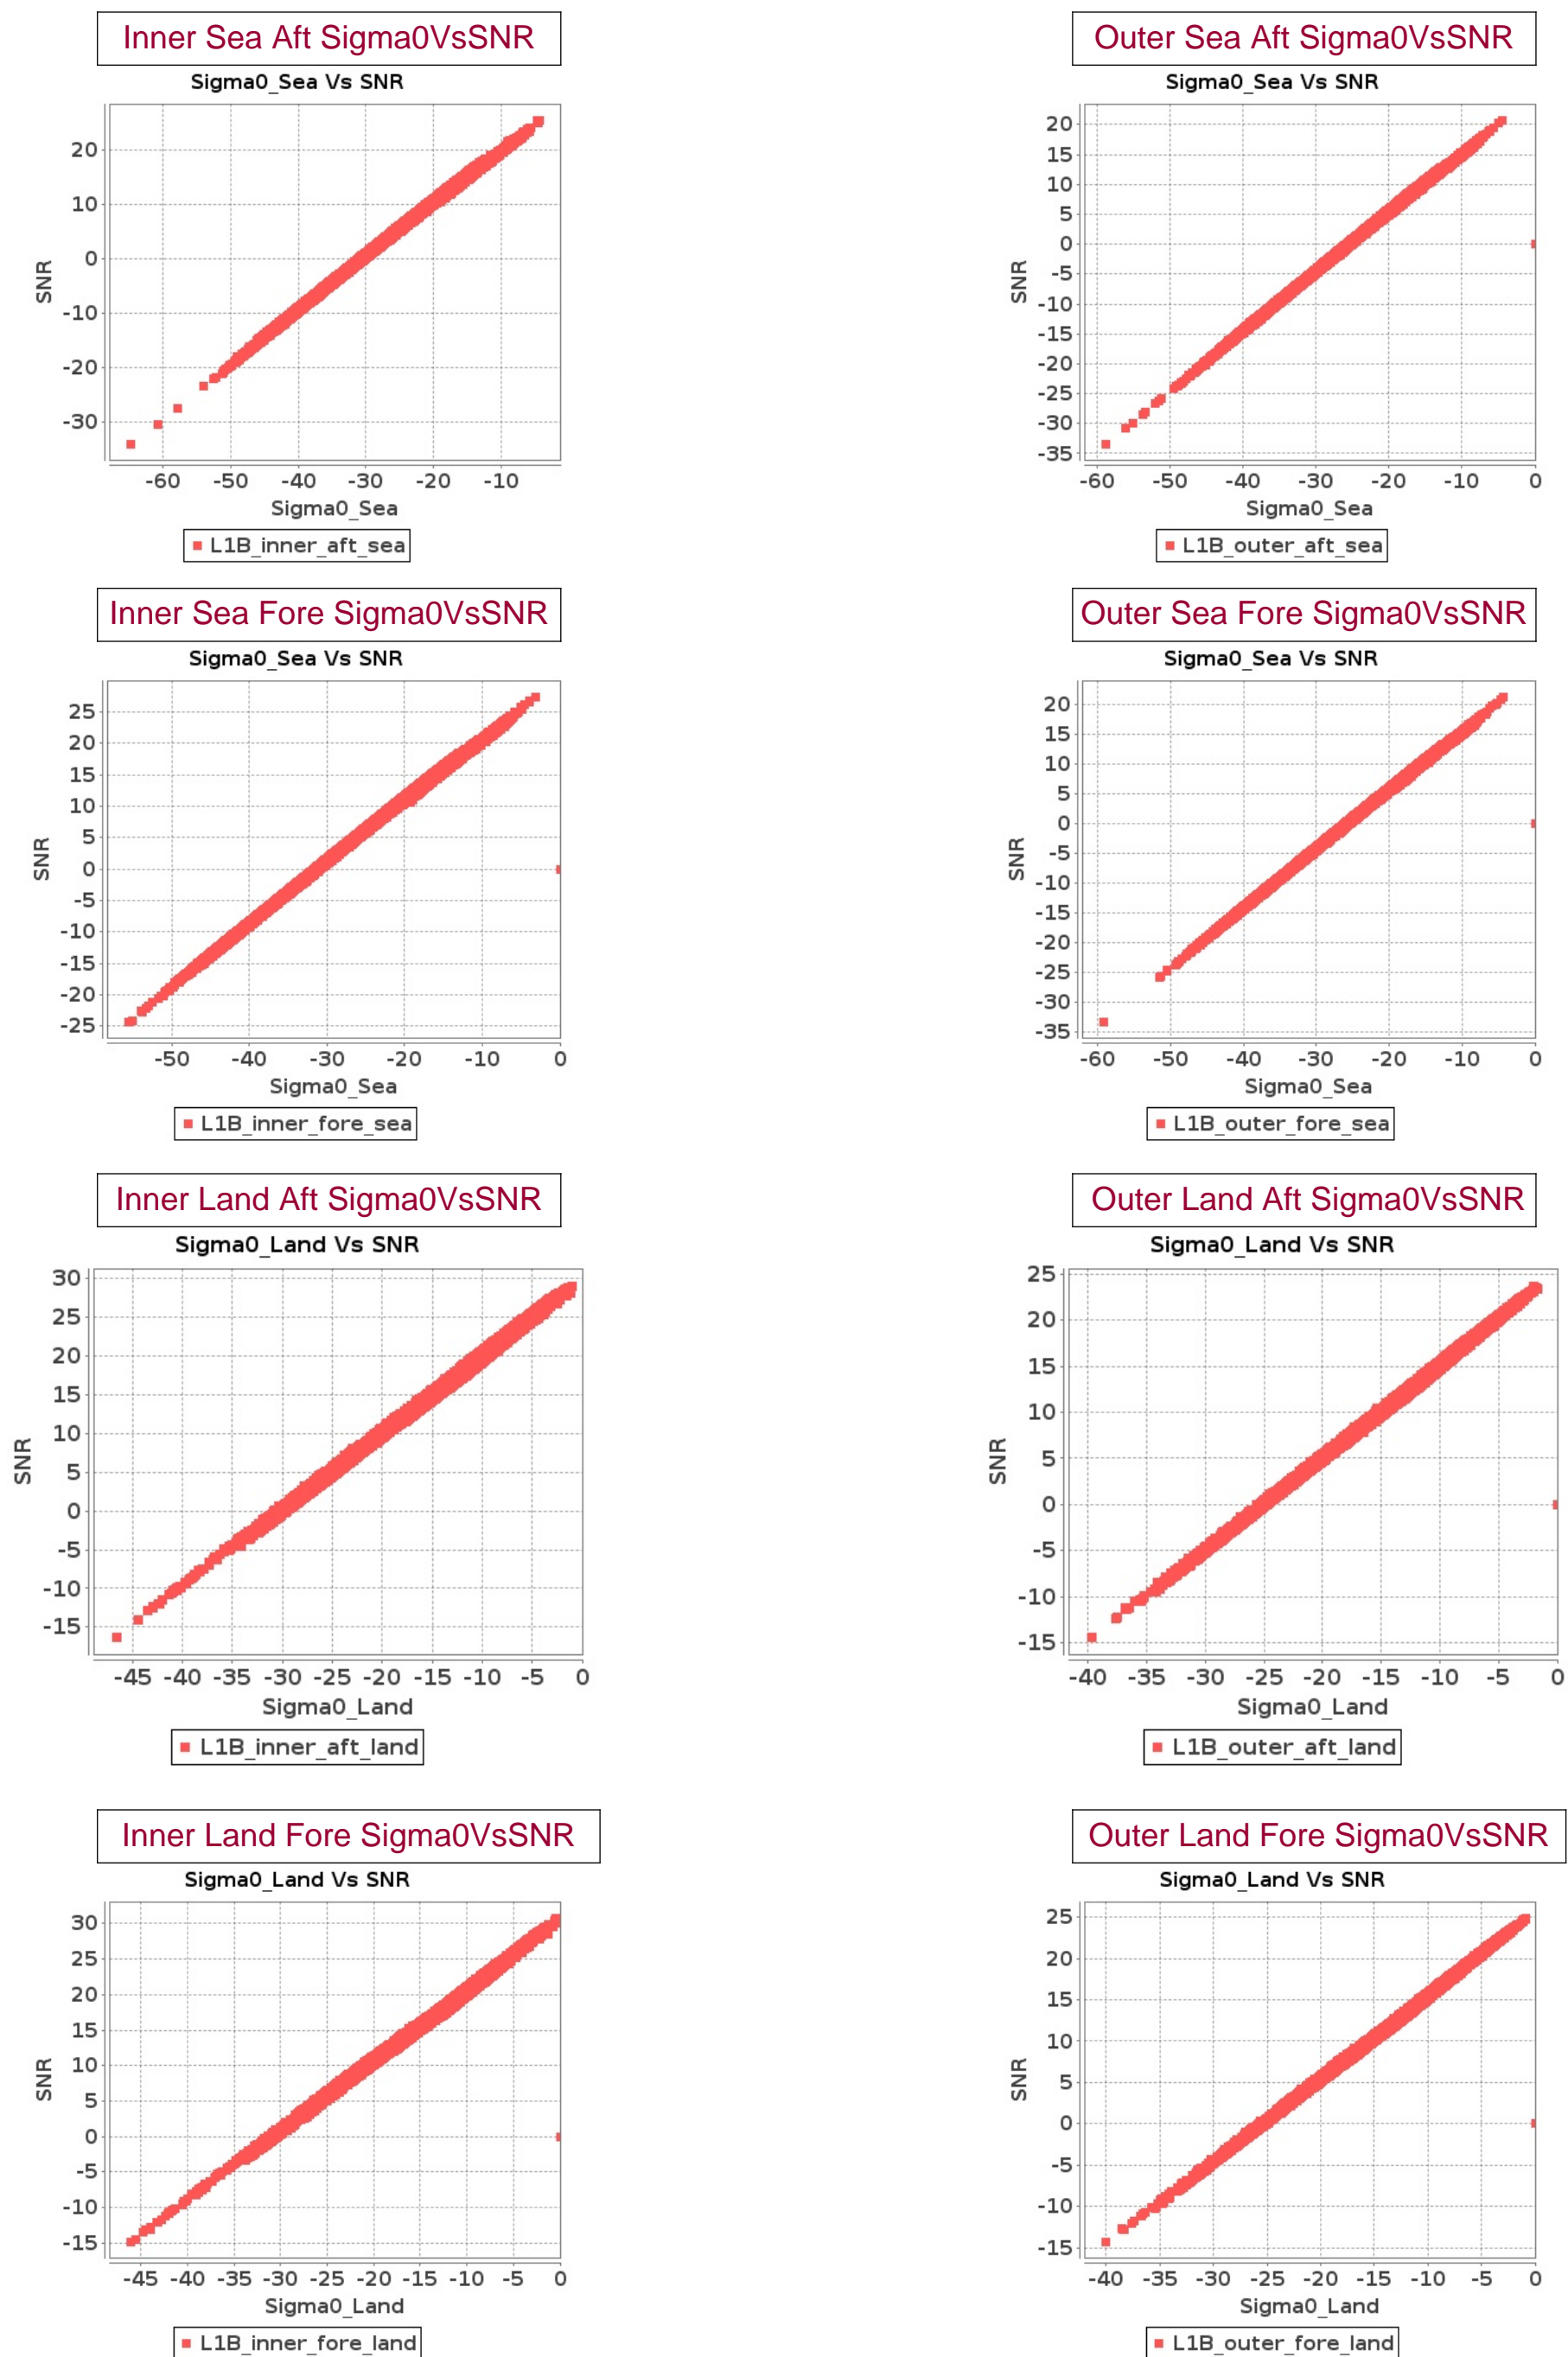 Inner Sea Aft Sigma0VsSNR
Sigma0_Sea Vs SNR
SNR
20
10
0
-10
-20
-30
-60 -50 -40 -30 -20 -10
Sigma0_Sea
L1B_inner_aft_sea
Outer Sea Aft Sigma0VsSNR
Sigma0_Sea Vs SNR
SNR
20
15
10
5
0
-5
-10
-15
-20
-25
-30
-35
-60 -50 -40 -30 -20 -10 0
Sigma0_Sea
L1B_outer_aft_sea
Inner Sea Fore Sigma0VsSNR
Sigma0_Sea Vs SNR
SNR
25
20
15
10
5
0
-5
-10
-15
-20
-25
-50 -40 -30 -20 -10 0
Sigma0_Sea
L1B_inner_fore_sea
Outer Sea Fore Sigma0VsSNR
Sigma0_Sea Vs SNR
SNR
20
15
10
5
0
-5
-10
-15
-20
-25
-30
-35
-60 -50 -40 -30 -20 -10 0
Sigma0_Sea
L1B_outer_fore_sea
Inner Land Aft Sigma0VsSNR
Sigma0_Land Vs SNR
SNR
30
25
20
15
10
5
0
-5
-10
-15
-45 -40 -35 -30 -25 -20 -15 -10 -5 0
Sigma0_Land
L1B_inner_aft_land
Outer Land Aft Sigma0VsSNR
Sigma0_Land Vs SNR
SNR
25
20
15
10
5
0
-5
-10
-15
-40 -35 -30 -25 -20 -15 -10 -5 0
Sigma0_Land
L1B_outer_aft_land
Inner Land Fore Sigma0VsSNR
Sigma0_Land Vs SNR
SNR
30
25
20
15
10
5
0
-5
-10
-15
-45 -40 -35 -30 -25 -20 -15 -10 -5 0
Sigma0_Land
L1B_inner_fore_land
Outer Land Fore Sigma0VsSNR
Sigma0_Land Vs SNR
SNR
25
20
15
10
5
0
-5
-10
-15
-40 -35 -30 -25 -20 -15 -10 -5 0
Sigma0_Land
L1B_outer_fore_land